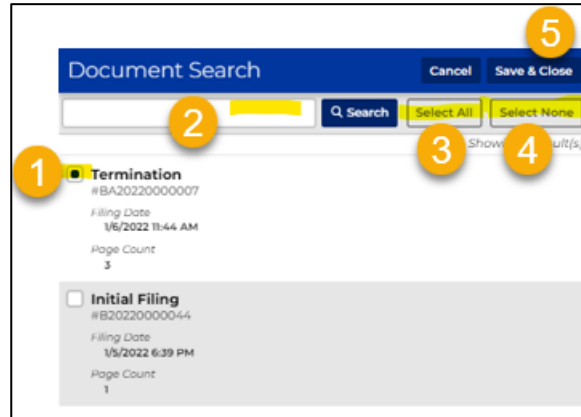 5
Document Search Cancel Save & Close
2 Search Select All Select None
3 4
1 Termination
#BA20220000007
Filing Date
1/6/2022 11:44 AM
Page Count
3
Initial Filing
#B20220000044
Filing Date
1/5/2022 6:39 PM
Page Count
1